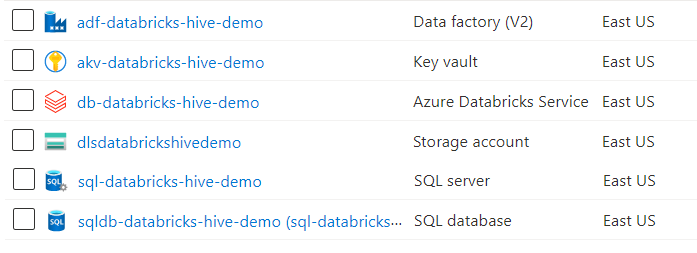 adf-databricks-hive-demo Data factory (V2) East US
akv-databricks-hive-demo Key vault East US
db-databricks-hive-demo Azure Databricks Service East US
dlsdatabrickshivedemo Storage account East US
SQL sql-databricks-hive-demo SQL server East US
SQL sqldb-databricks-hive-demo (sql-databricks-··· SQL database East US